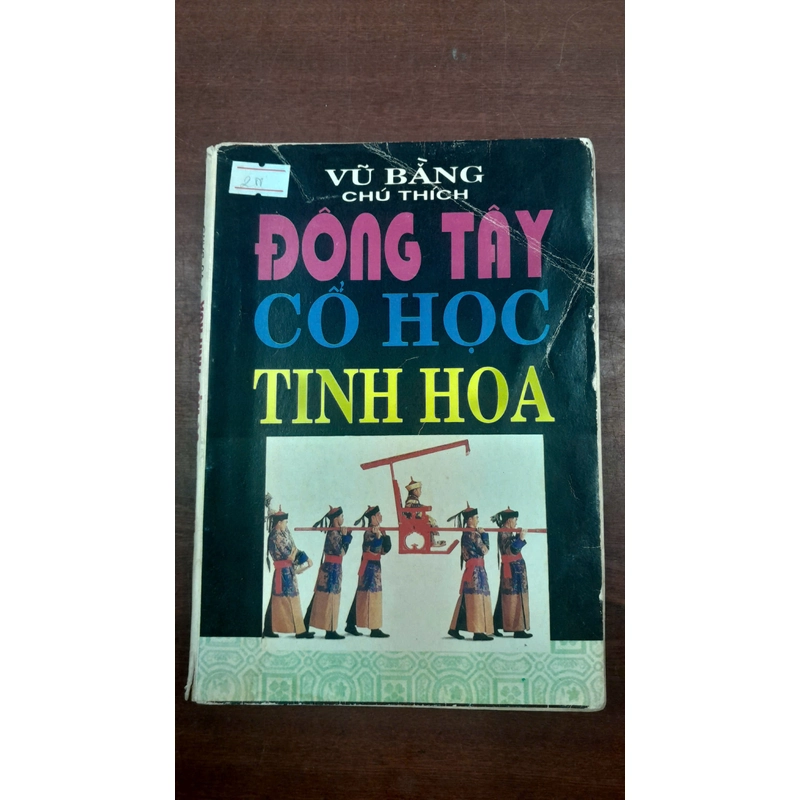 VŨ BẰNG
CHÚ THÍCH
ĐÔNG TÂY
CỔ HỌC
TINH HOA